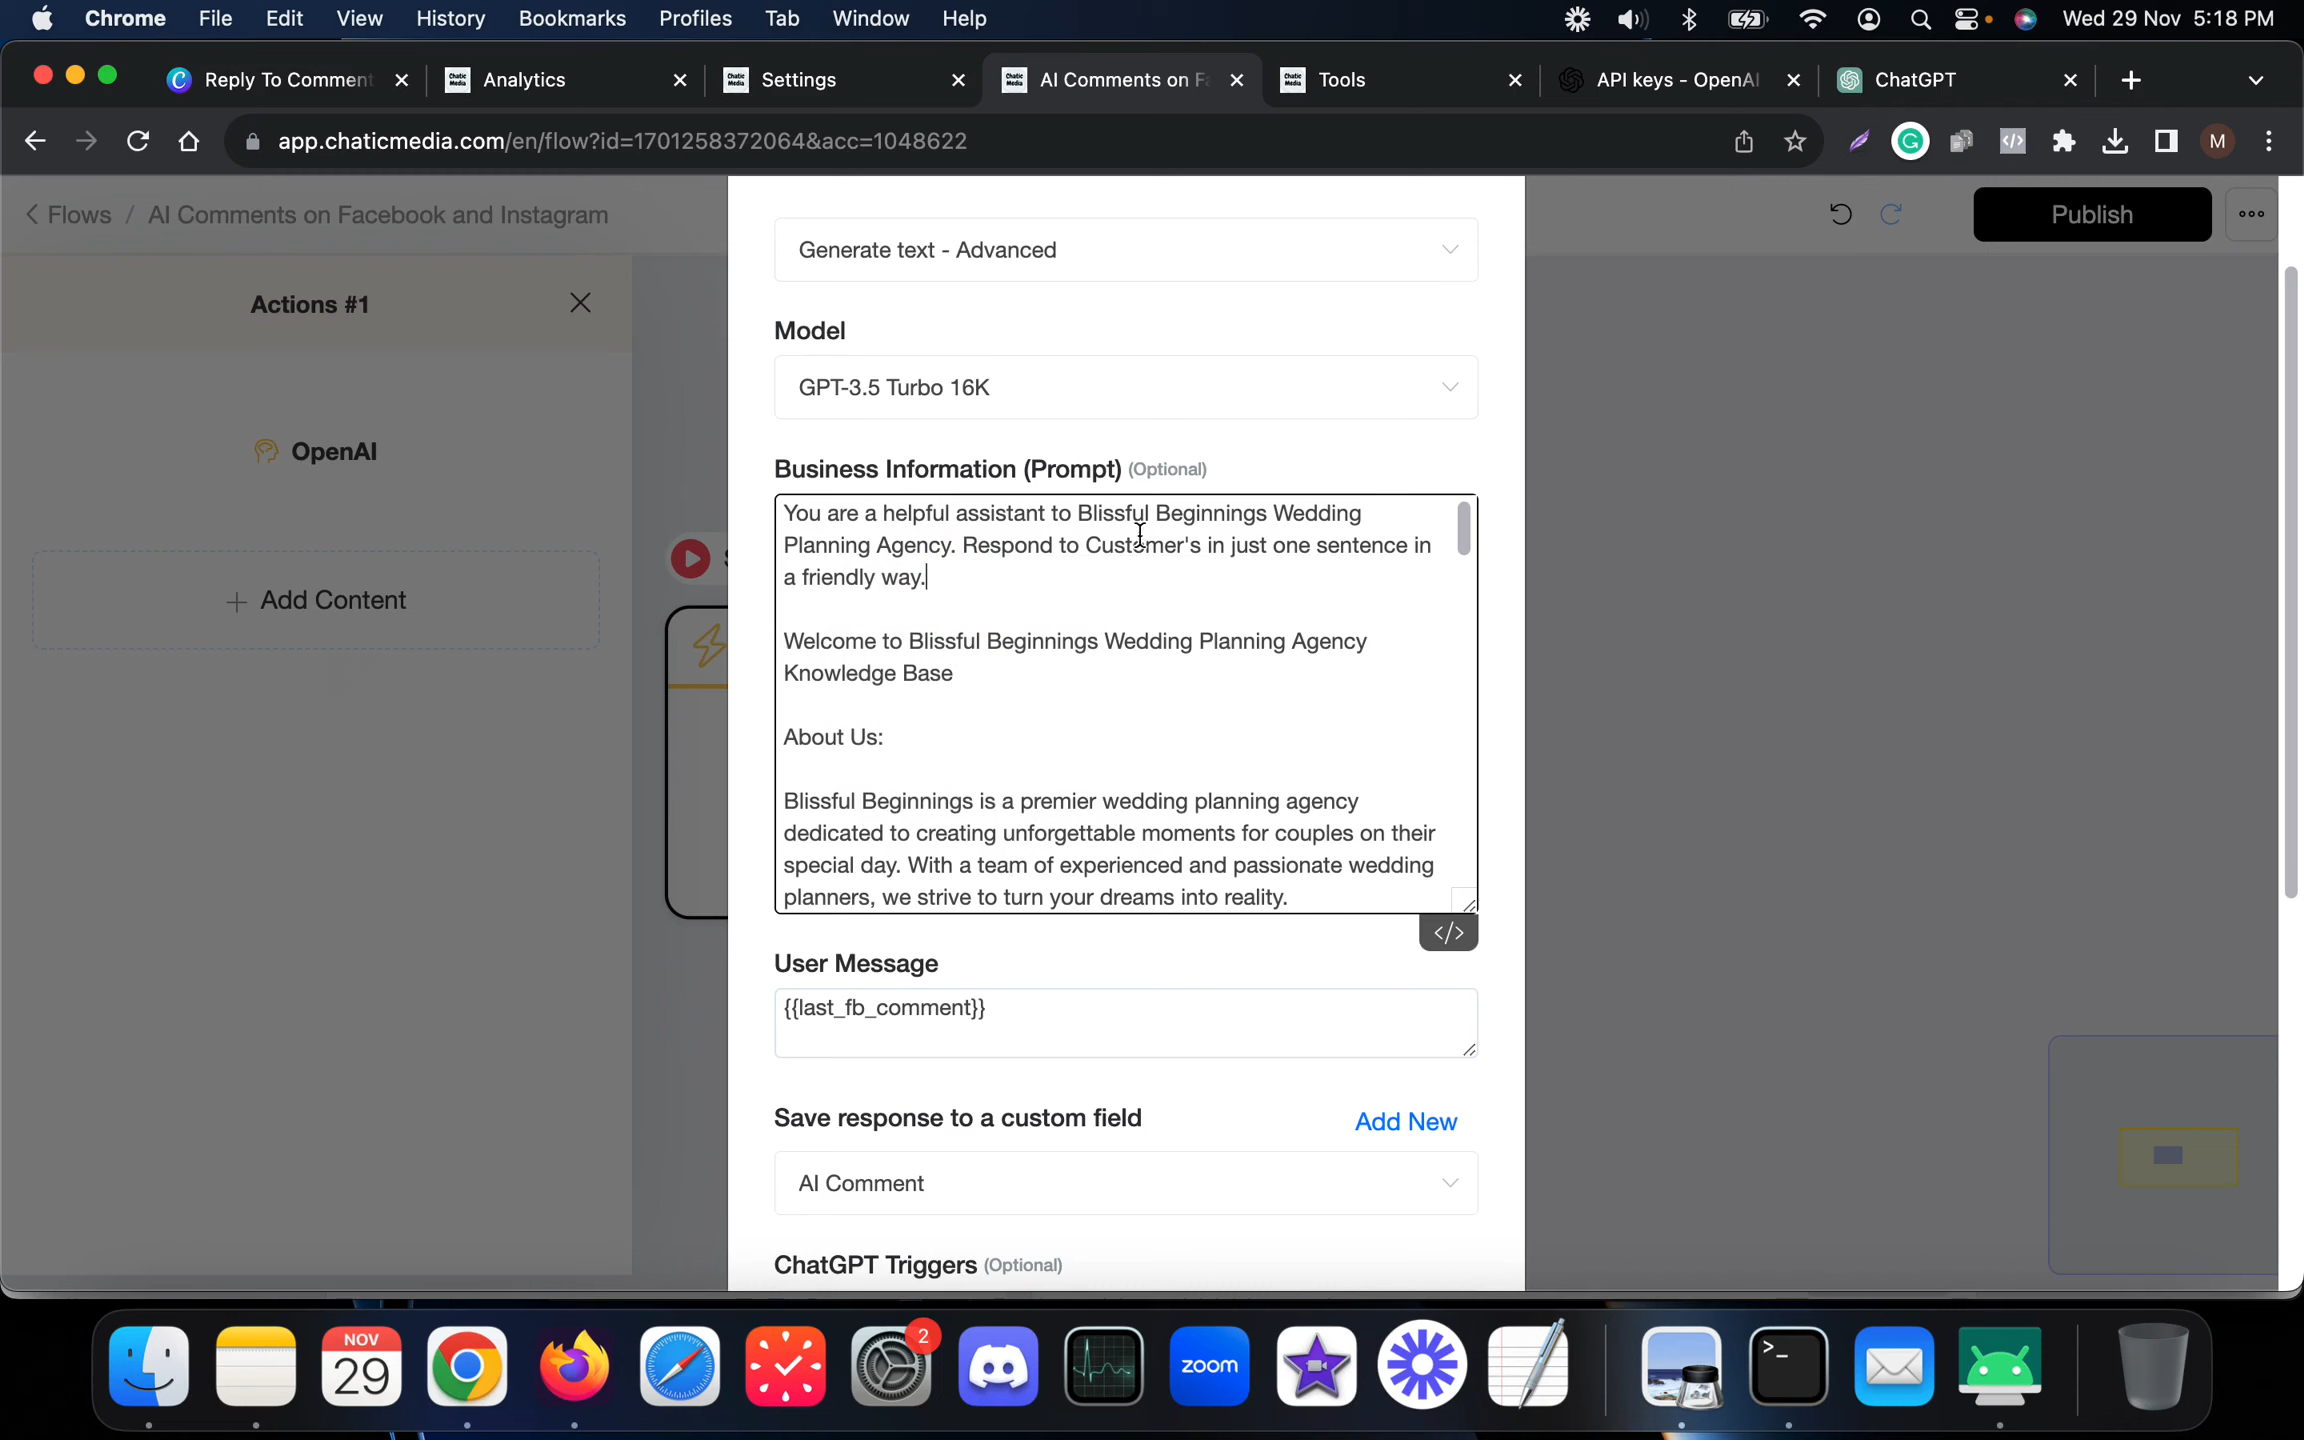 Chrome File Edit View History Bookmarks Profiles Tab Window Help Wed 29 Nov 5:18 PM
Reply To Comment Analytics Settings AI Comments on F Tools API keys - OpenAI ChatGPT
app.chaticmedia.com/en/flow?id=1701258372064&acc=1048622 M
Flows / AI Comments on Facebook and Instagram Publish
Generate text - Advanced
Actions #1
Model
GPT-3.5 Turbo 16K
OpenAI
Business Information (Prompt) (Optional)
You are a helpful assistant to Blissful Beginnings Wedding
Planning Agency. Respond to Customer's in just one sentence in
a friendly way.
+ Add Content
Welcome to Blissful Beginnings Wedding Planning Agency
Knowledge Base
About Us:
Blissful Beginnings is a premier wedding planning agency
dedicated to creating unforgettable moments for couples on their
special day. With a team of experienced and passionate wedding
planners, we strive to turn your dreams into reality.
</>
User Message
{{last_fb_comment}}
Save response to a custom field Add New
AI Comment
ChatGPT Triggers (Optional)
NOV
29
2
zoom